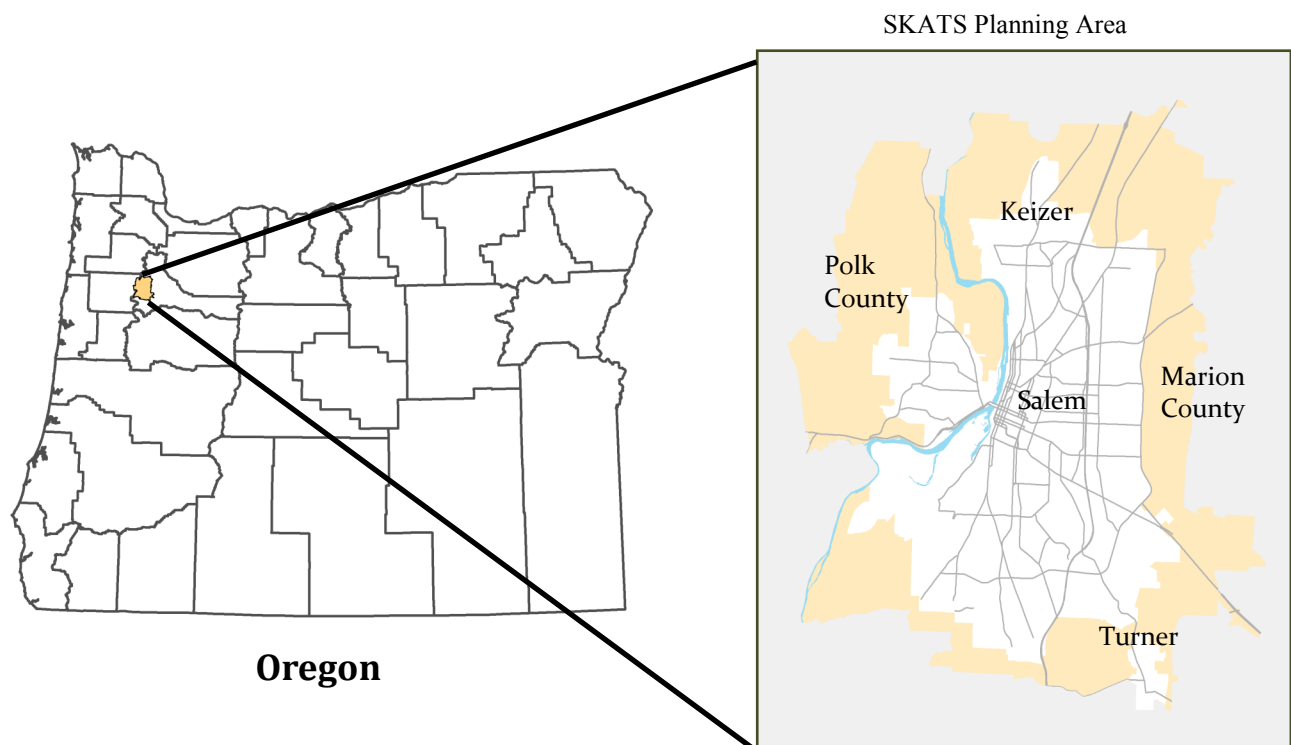 SKATS Planning Area
Keizer
Polk
County
Marion
County
Salem
Turner
Oregon